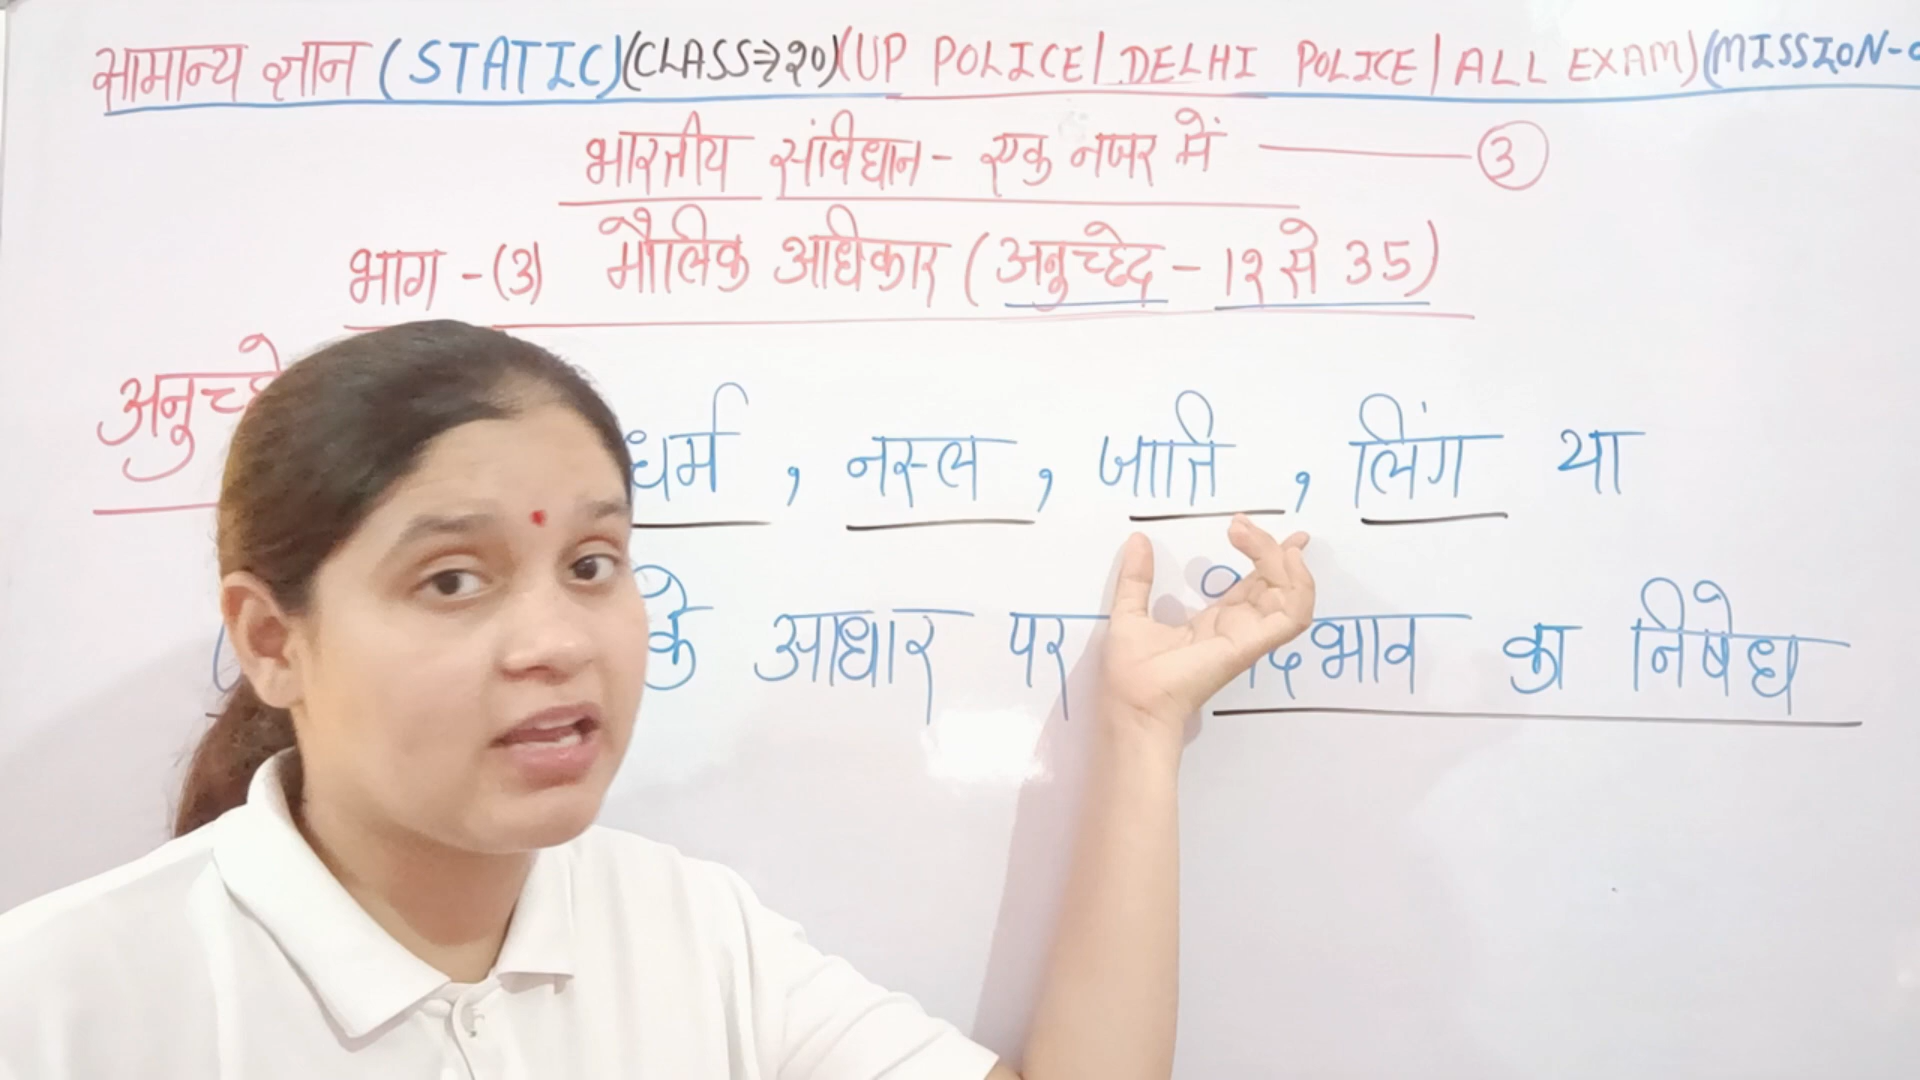 सामान्य ज्ञान (STATIC)(CLASS⇒20)(UP POLICE| DELHI POLICE| ALL EXAM)(MISSION-
भारतीय संविधान - एक नजर में ——— ③
भाग -(3) मौलिक अधिकार (अनुच्छेद - 12 से 35)
धर्म , नस्ल , जाति , लिंग या
के आधार पर का निषेध